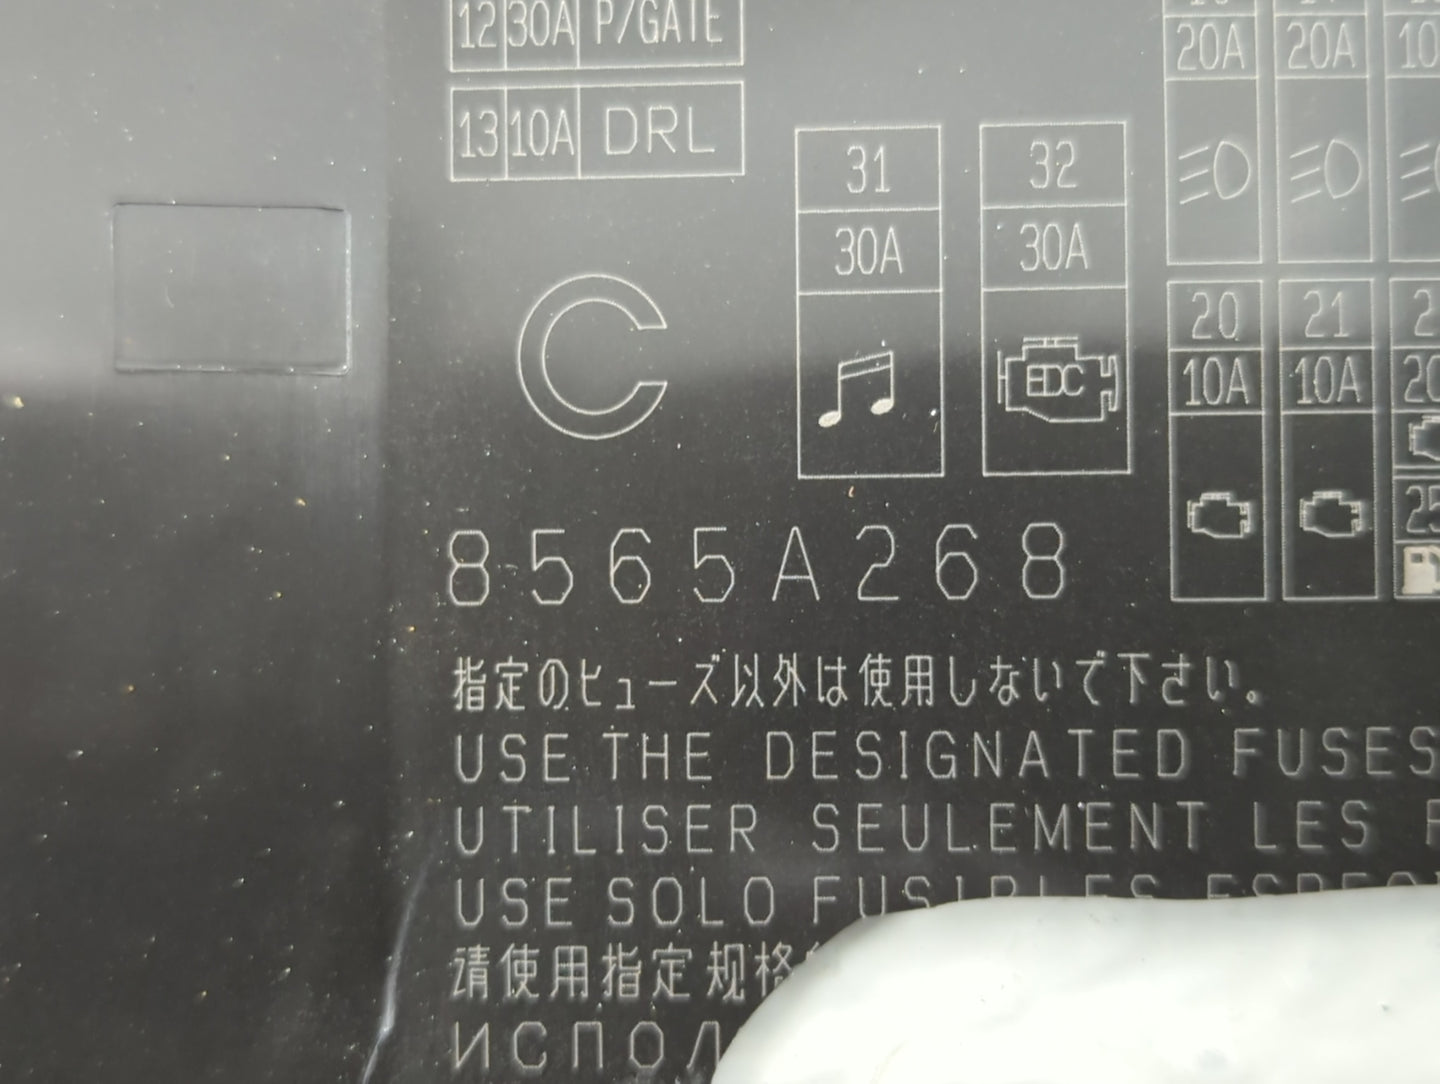 12 30A P/GATE
13 10A DRL
31
30A
32
30A
EDC
20A
20A
20
10A
21
10A
C
8565A268
指定のヒューズ以外は使用しないで下さい。
USE THE DESIGNATED FUSES
UTILISER SEULEMENT LES
USE SOLO FUSIBLES
请使用指定规格